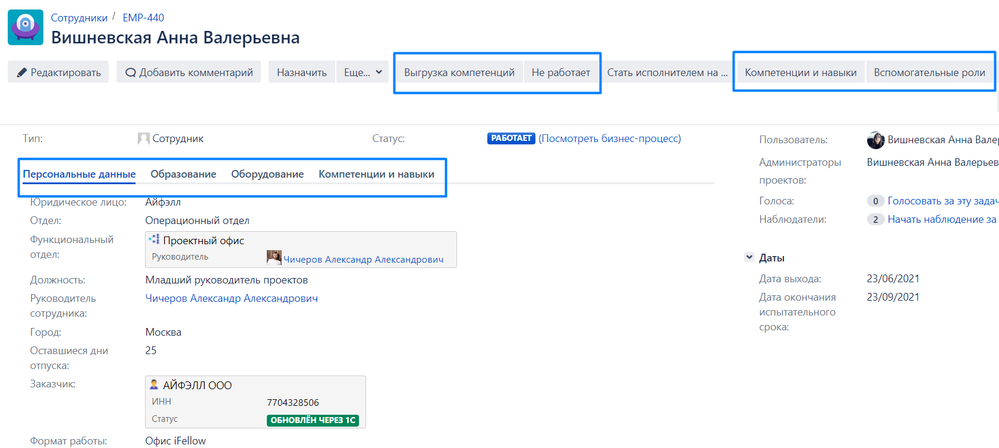 Сотрудники / EMP-440
Вишневская Анна Валерьевна
Редактировать Добавить комментарий Назначить Еще... Выгрузка компетенций Не работает Стать исполнителем на ... Компетенции и навыки Вспомогательные роли
Тип: Сотрудник Статус: РАБОТАЕТ (Посмотреть бизнес-процесс)
Персональные данные Образование Оборудование Компетенции и навыки
Юридическое лицо: Айфэлл
Отдел: Операционный отдел
Функциональный
отдел:
Проектный офис
Руководитель Чичеров Александр Александрович
Должность: Младший руководитель проектов
Руководитель
сотрудника:
Чичеров Александр Александрович
Город: Москва
Оставшиеся дни
отпуска:
25
Заказчик:
АЙФЭЛЛ ООО
ИНН 7704328506
Статус ОБНОВЛЁН ЧЕРЕЗ 1С
Формат работы: Офис iFellow
Пользователь: Вишневская Анна Вале
Администраторы
проектов:
Вишневская Анна Валерьев
Голоса: 0 Голосовать за эту задач
Наблюдатели: 2 Начать наблюдение за
Даты
Дата выхода: 23/06/2021
Дата окончания
испытательного
срока:
23/09/2021